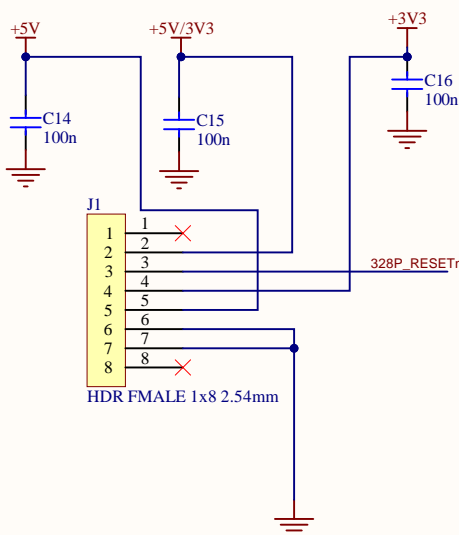 +5V
+5V/3V3
+3V3
C14
100n
C15
100n
C16
100n
J1
1 1
2 2
3 3
328P_RESETn
4 4
5 5
6 6
7 7
8 8
HDR FMALE 1x8 2.54mm